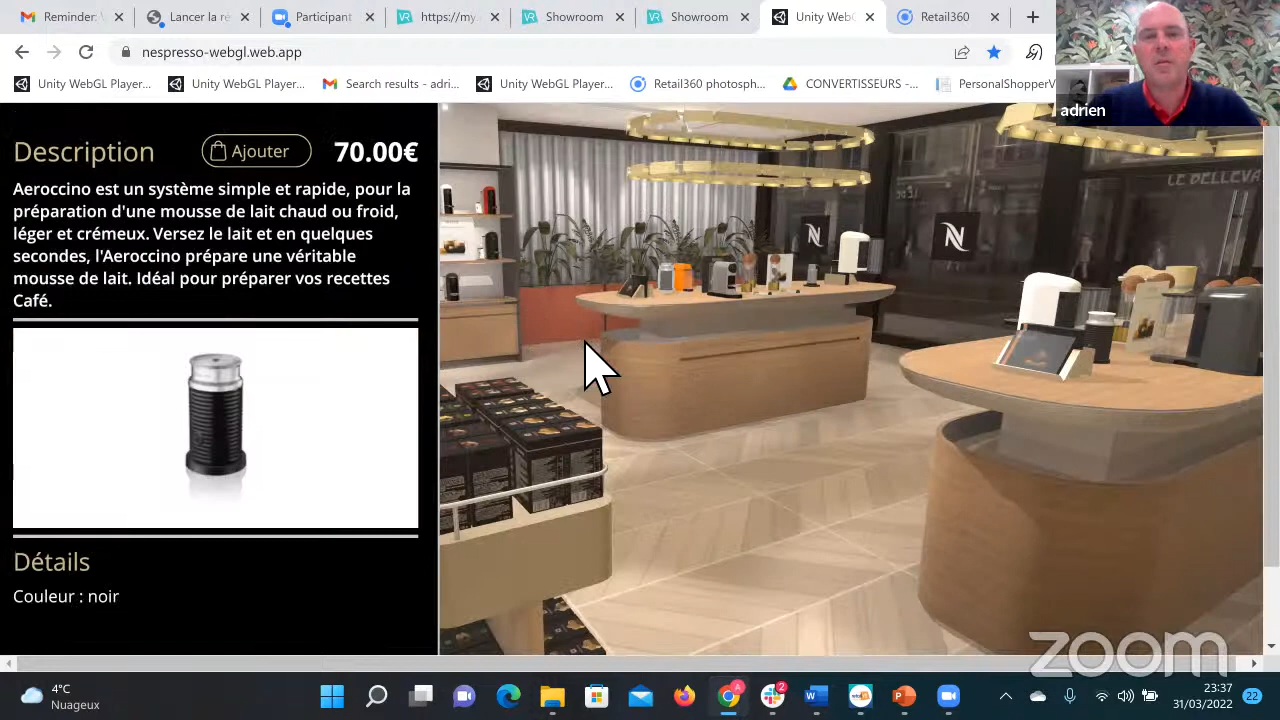 Reminder:
Lancer la ré
Participant
https://my.
Showroom
Showroom
Unity WebG
Retail360
nespresso-webgl.web.app
Unity WebGL Player...
Unity WebGL Player...
Search results - adri...
Unity WebGL Player...
Retail360 photosph...
CONVERTISSEURS -...
PersonalShopperV
adrien
Description
Ajouter
70.00€
Aeroccino est un système simple et rapide, pour la
préparation d'une mousse de lait chaud ou froid,
léger et crémeux. Versez le lait et en quelques
secondes, l'Aeroccino prépare une véritable
mousse de lait. Idéal pour préparer vos recettes
Café.
LE BELLEVA
N
N
Détails
Couleur : noir
zoom
4°C
Nuageux
A
2
23:37
31/03/2022
22